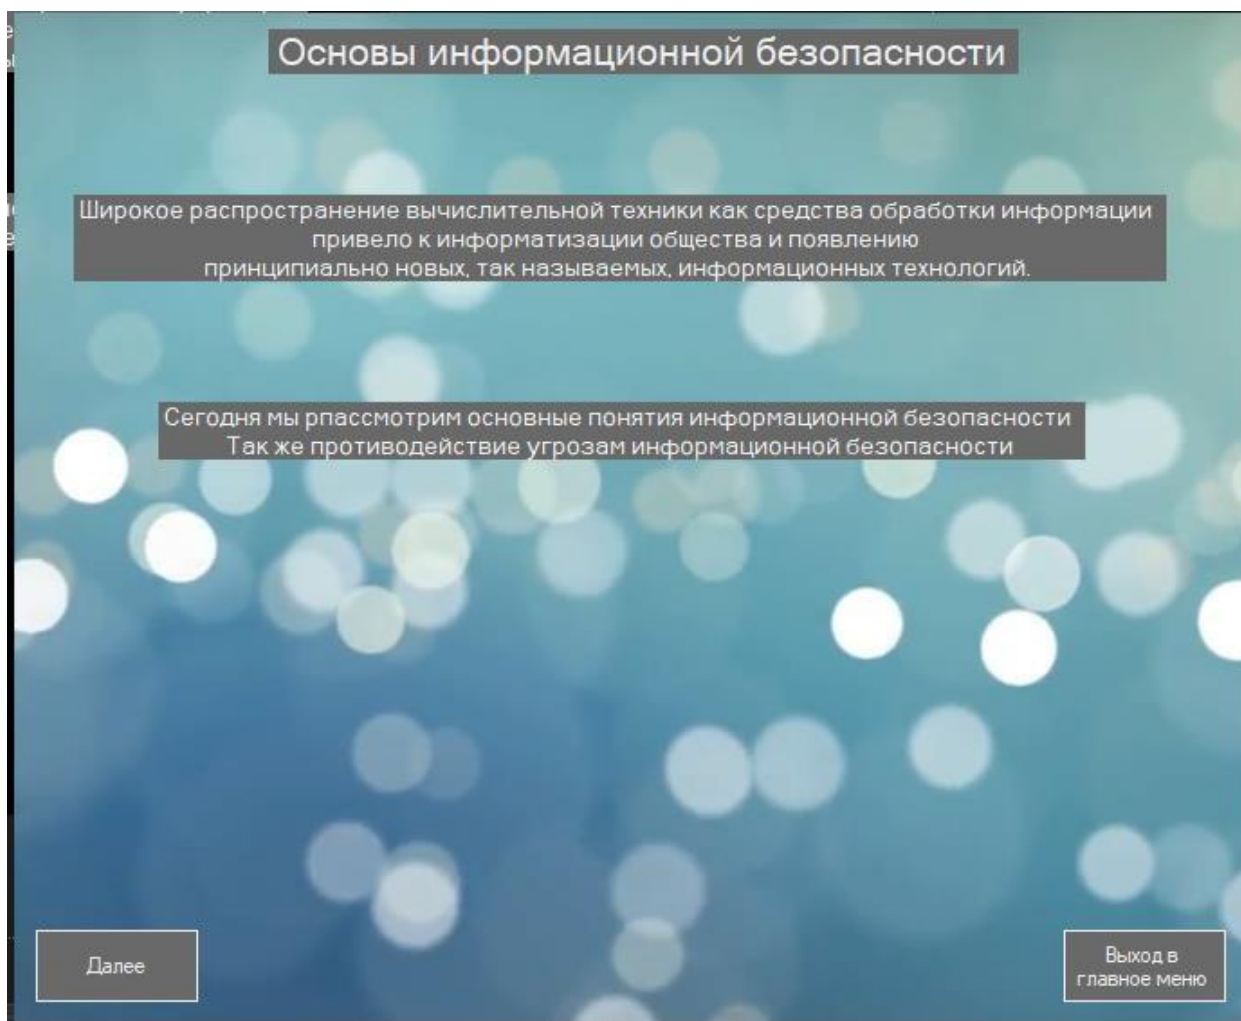 Основы информационной безопасности
Широкое распространение вычислительной техники как средства обработки информации
привело к информатизации общества и появлению
принципиально новых, так называемых, информационных технологий.
Сегодня мы рпассмотрим основные понятия информационной безопасности
Так же противодействие угрозам информационной безопасности
Далее
Выход в
главное меню